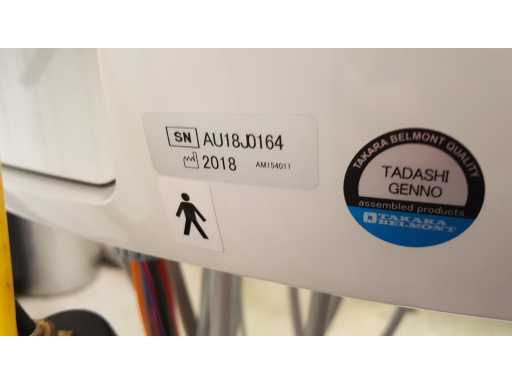 SN AU18J0164
2018 AM154011
TAKARA BELMONT QUALITY
TADASHI
GENNO
assembled products
TAKARA
BELMONT